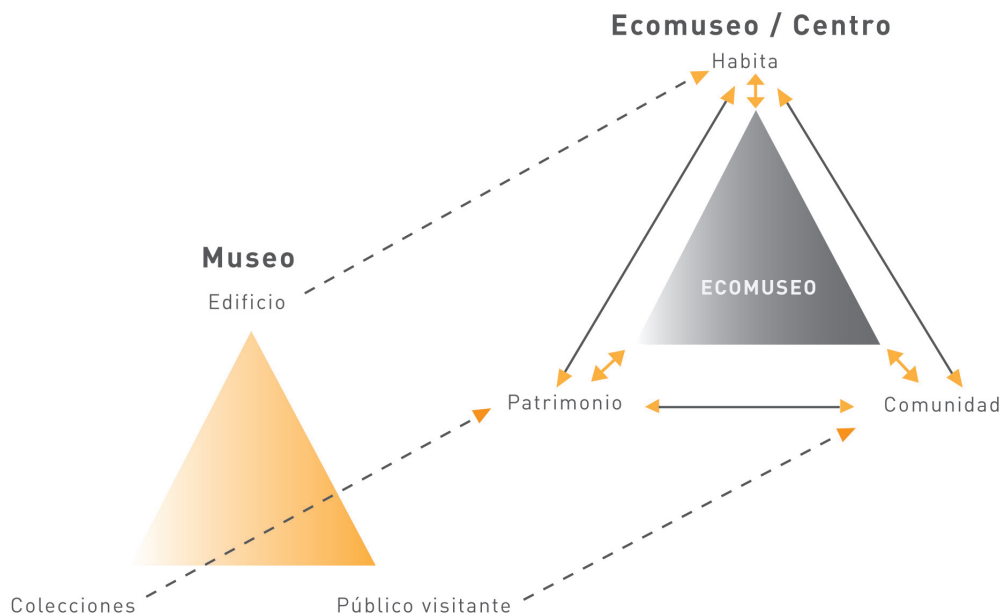 Ecomuseo / Centro
Habita
Museo
Edificio
ECOMUSEO
Patrimonio
Comunidad
Colecciones
Público visitante